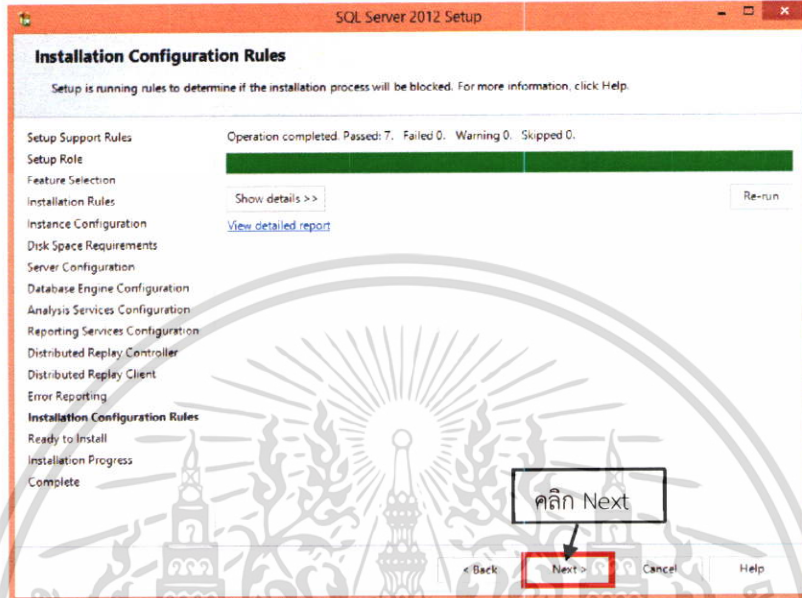 SQL Server 2012 Setup
Installation Configuration Rules
Setup is running rules to determine if the installation process will be blocked. For more information, click Help.
Setup Support Rules
Setup Role
Feature Selection
Installation Rules
Instance Configuration
Disk Space Requirements
Server Configuration
Database Engine Configuration
Analysis Services Configuration
Reporting Services Configuration
Distributed Replay Controller
Distributed Replay Client
Error Reporting
Installation Configuration Rules
Ready to Install
Installation Progress
Complete
Operation completed. Passed: 7. Failed 0. Warning 0. Skipped 0.
Show details >>
Re-run
View detailed report
คลิก Next
< Back
Next >
Cancel
Help